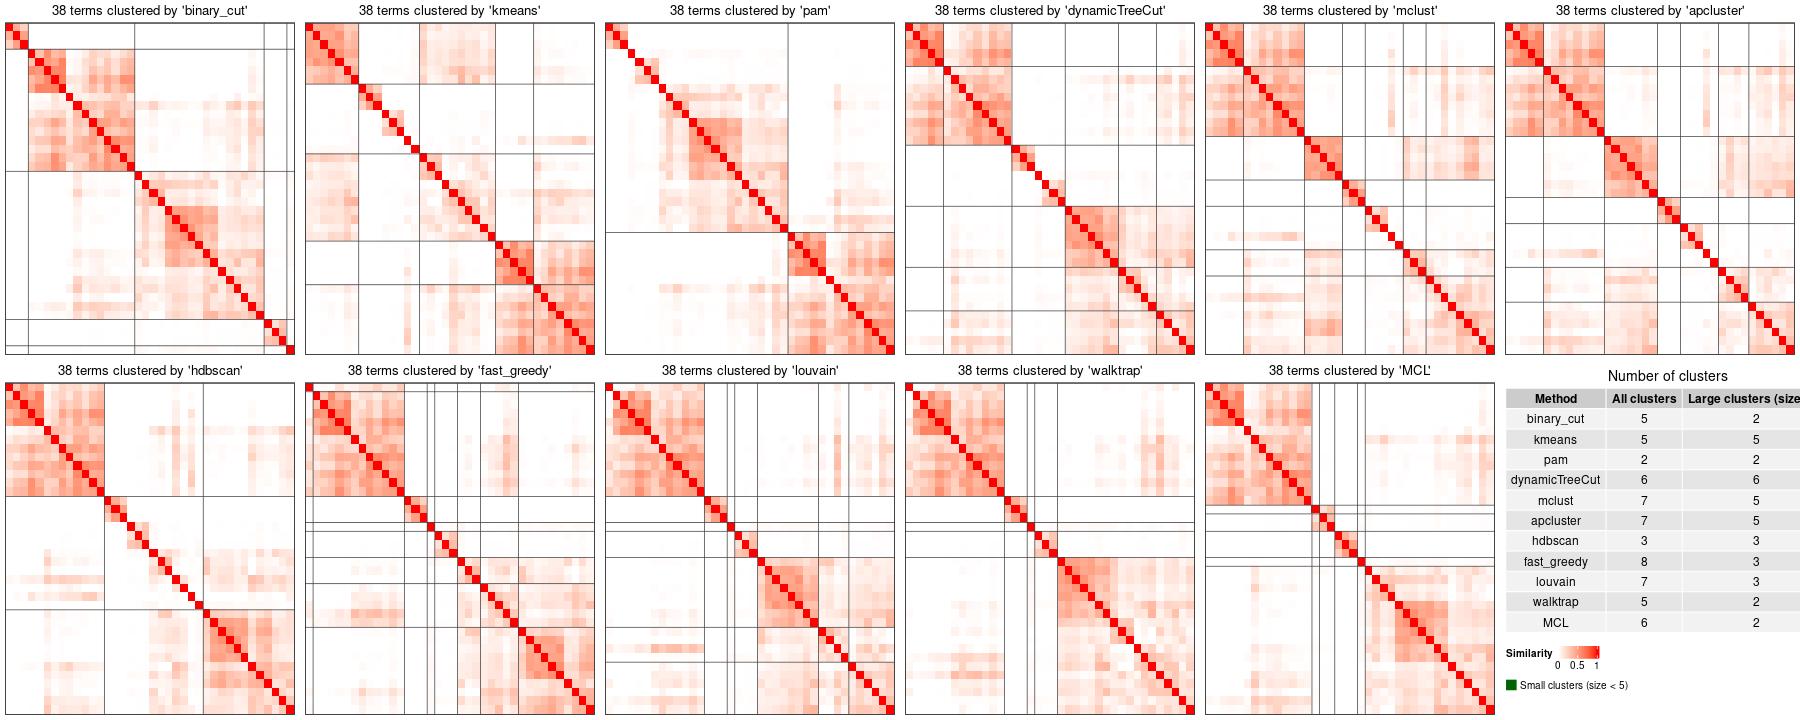 38 terms clustered by 'binary_cut'
38 terms clustered by 'kmeans'
38 terms clustered by 'pam'
38 terms clustered by 'dynamicTreeCut'
38 terms clustered by 'mclust'
38 terms clustered by 'apcluster'
38 terms clustered by 'hdbscan'
38 terms clustered by 'fast_greedy'
38 terms clustered by 'louvain'
38 terms clustered by 'walktrap'
38 terms clustered by 'MCL'
Number of clusters
Method All clusters Large clusters (size
binary_cut 5 2
kmeans 5 5
pam 2 2
dynamicTreeCut 6 6
mclust 7 5
apcluster 7 5
hdbscan 3 3
fast_greedy 8 3
louvain 7 3
walktrap 5 2
MCL 6 2
Similarity
0 0.5 1
Small clusters (size < 5)